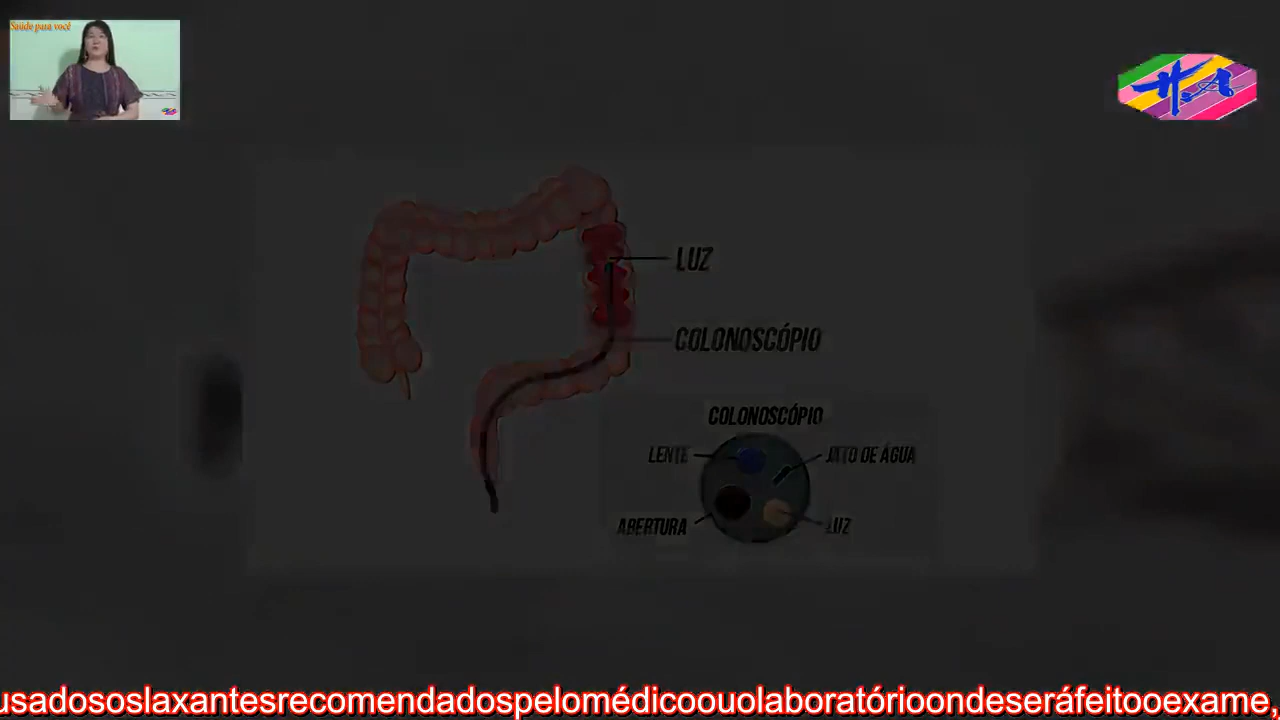 Saúde para você
H.A
LUZ
COLONOSCÓPIO
COLONOSCÓPIO
LENTE
JATO DE ÁGUA
ABERTURA
LUZ
usadososlaxantesrecomendadospelomédicoouolaboratórioondeseráfeitooexame,